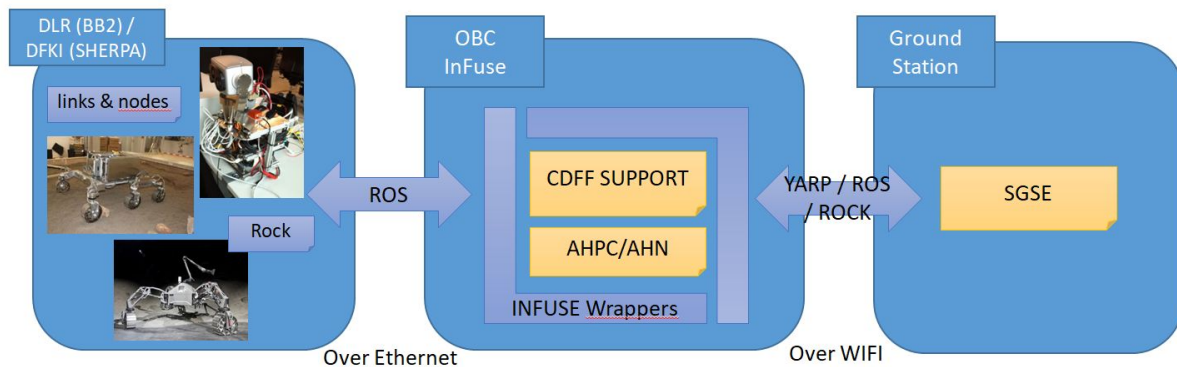 DLR (BB2) /
DFKI (SHERPA)
links & nodes
Rock
ROS
Over Ethernet
OBC
InFuse
CDFF SUPPORT
AHPC/AHN
INFUSE Wrappers
YARP / ROS
/ ROCK
Over WIFI
Ground
Station
SGSE